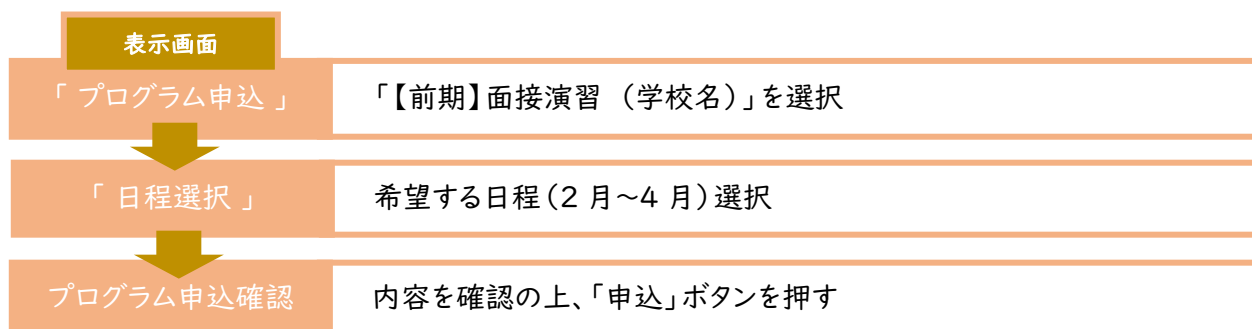 表示画面
「 プログラム申込 」
「【前期】面接演習 （学校名）」を選択
「 日程選択 」
希望する日程（2 月～4 月）選択
プログラム申込確認
内容を確認の上、「申込」ボタンを押す